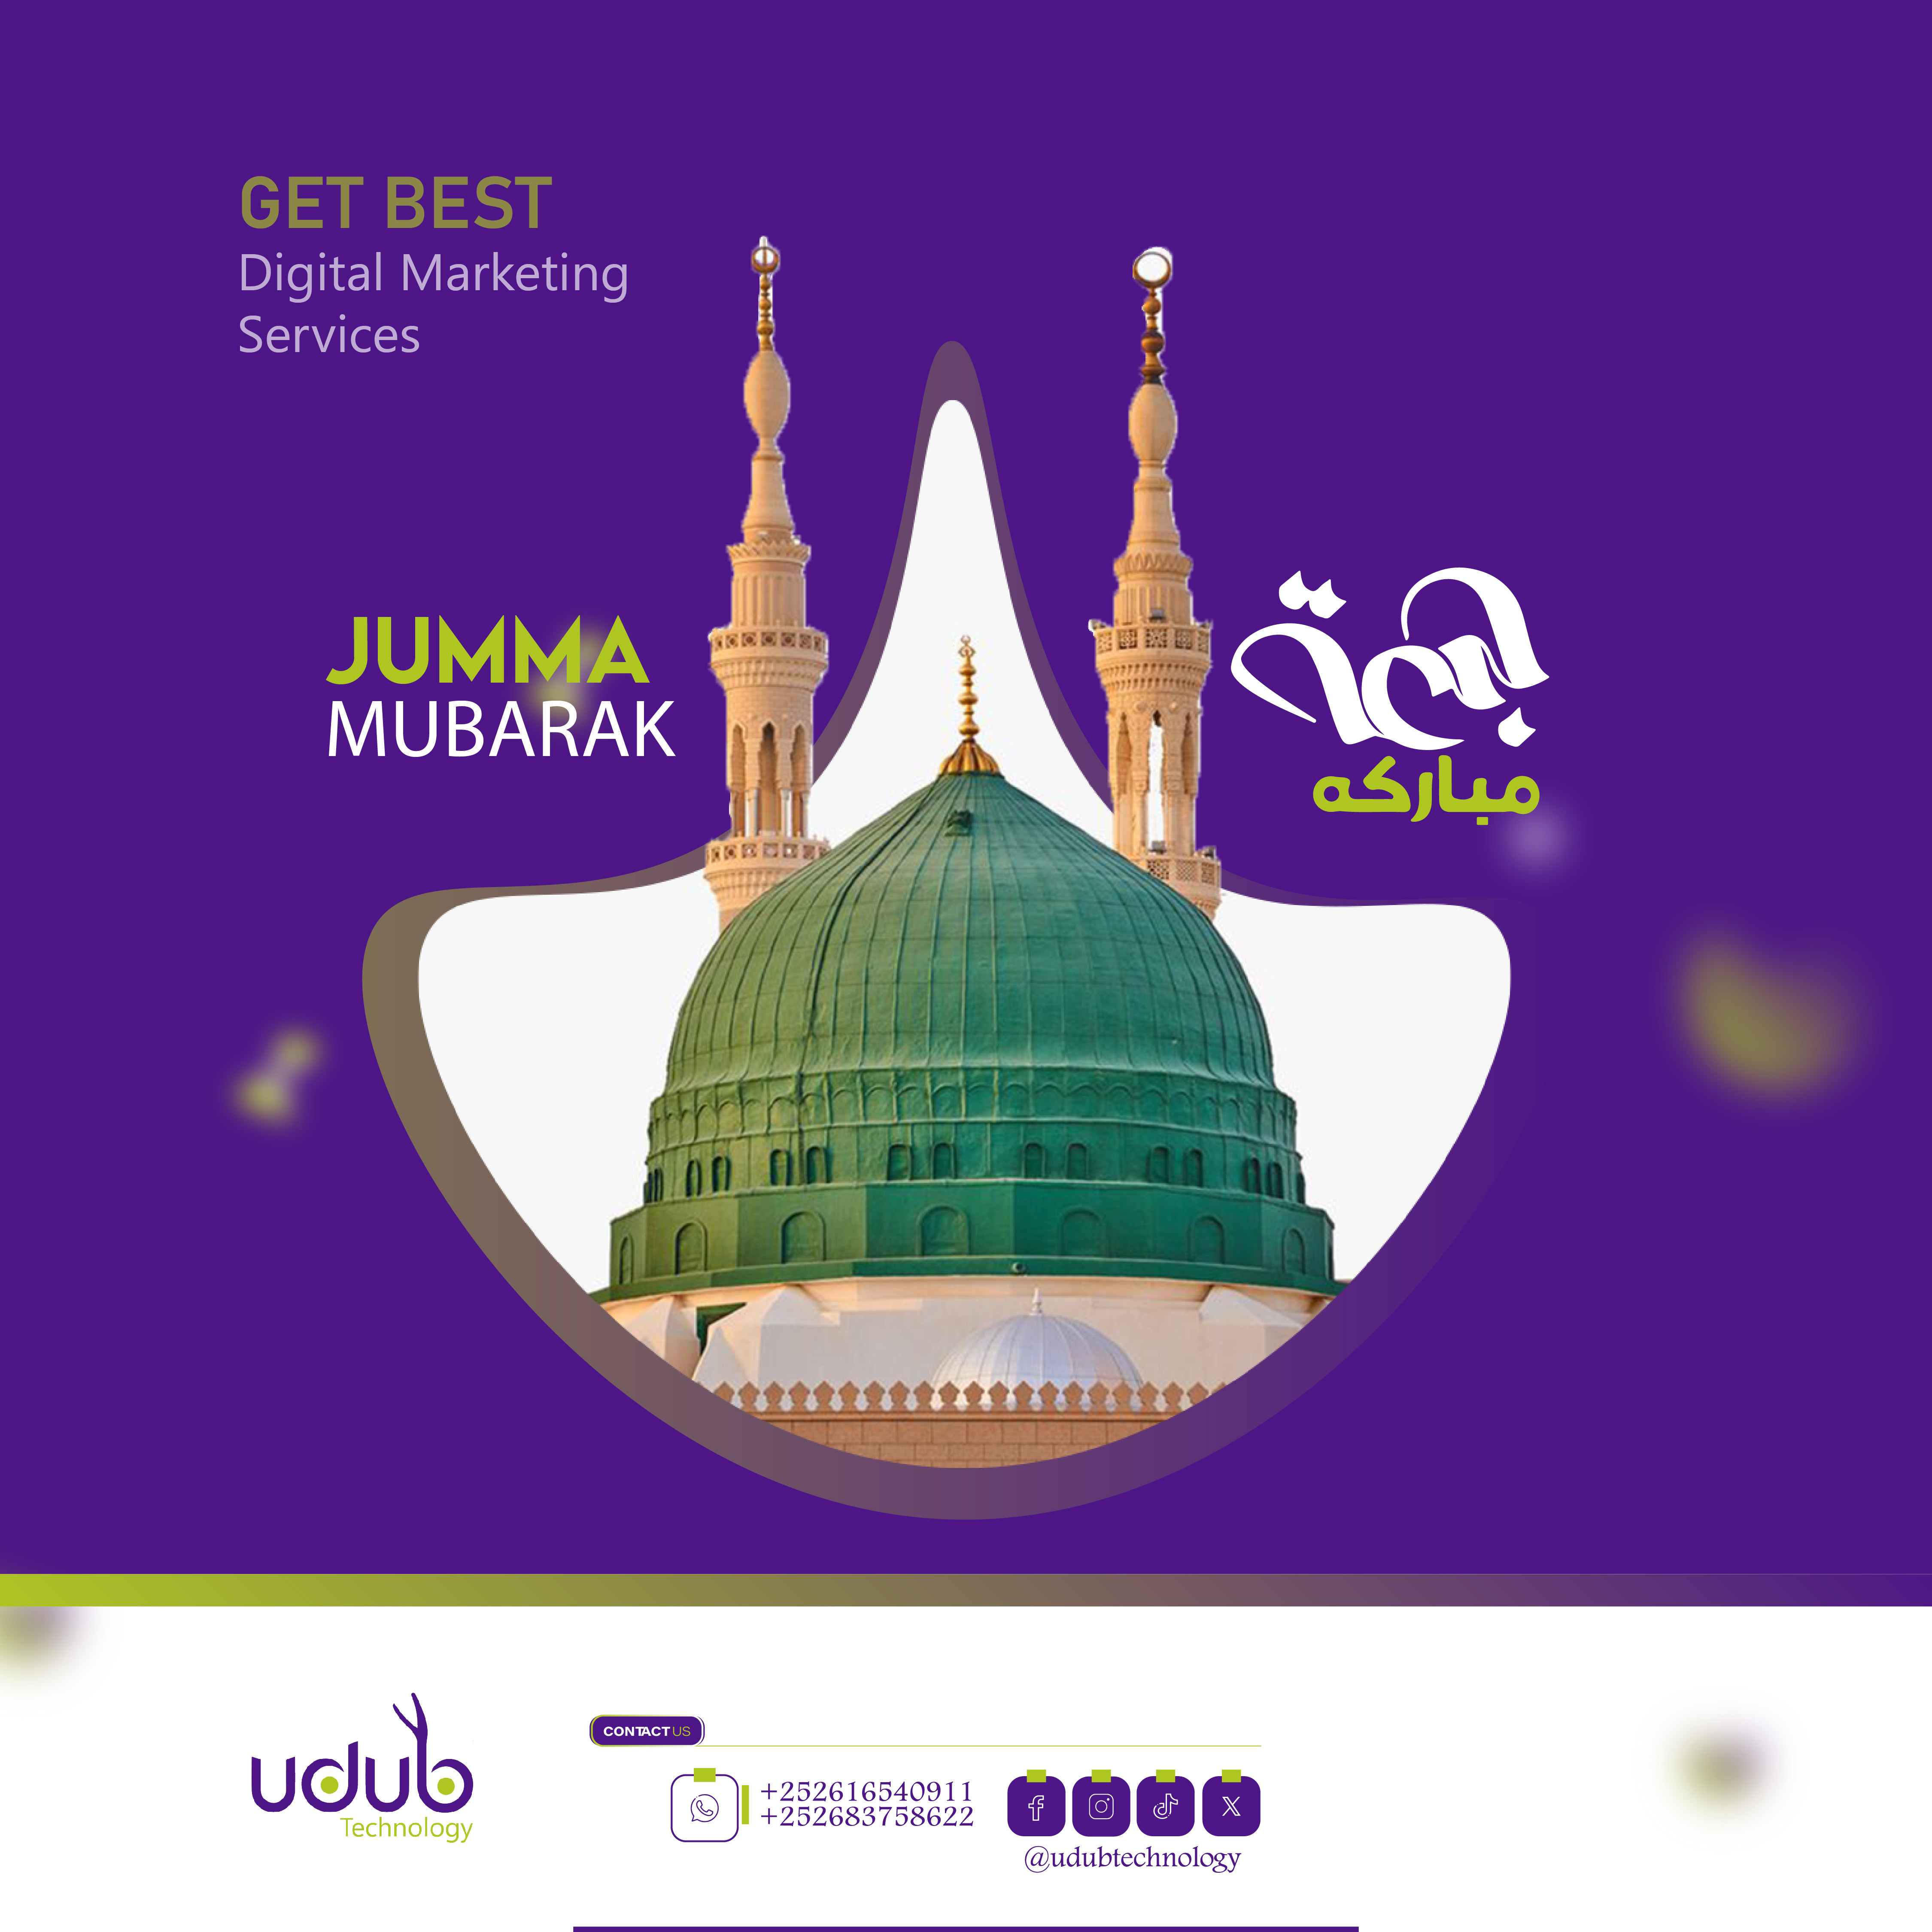 GET BEST
Digital Marketing
Services
JUMMA
MUBARAK
جمعة
مباركه
udub
Technology
CONTACT US
+252616540911
+252683758622
@udubtechnology